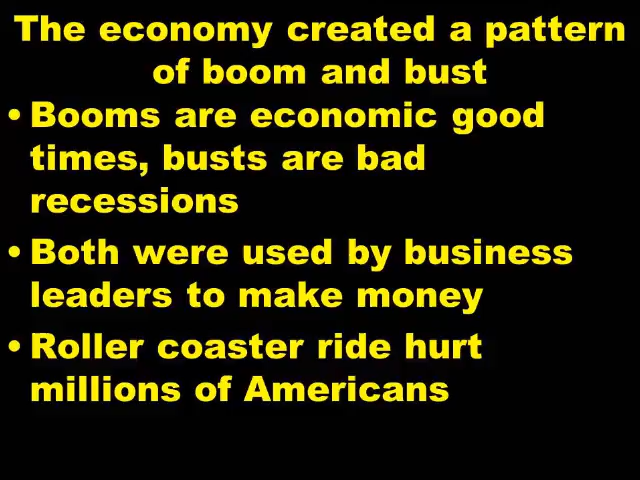 The economy created a pattern
of boom and bust
• Booms are economic good
times, busts are bad
recessions
• Both were used by business
leaders to make money
• Roller coaster ride hurt
millions of Americans